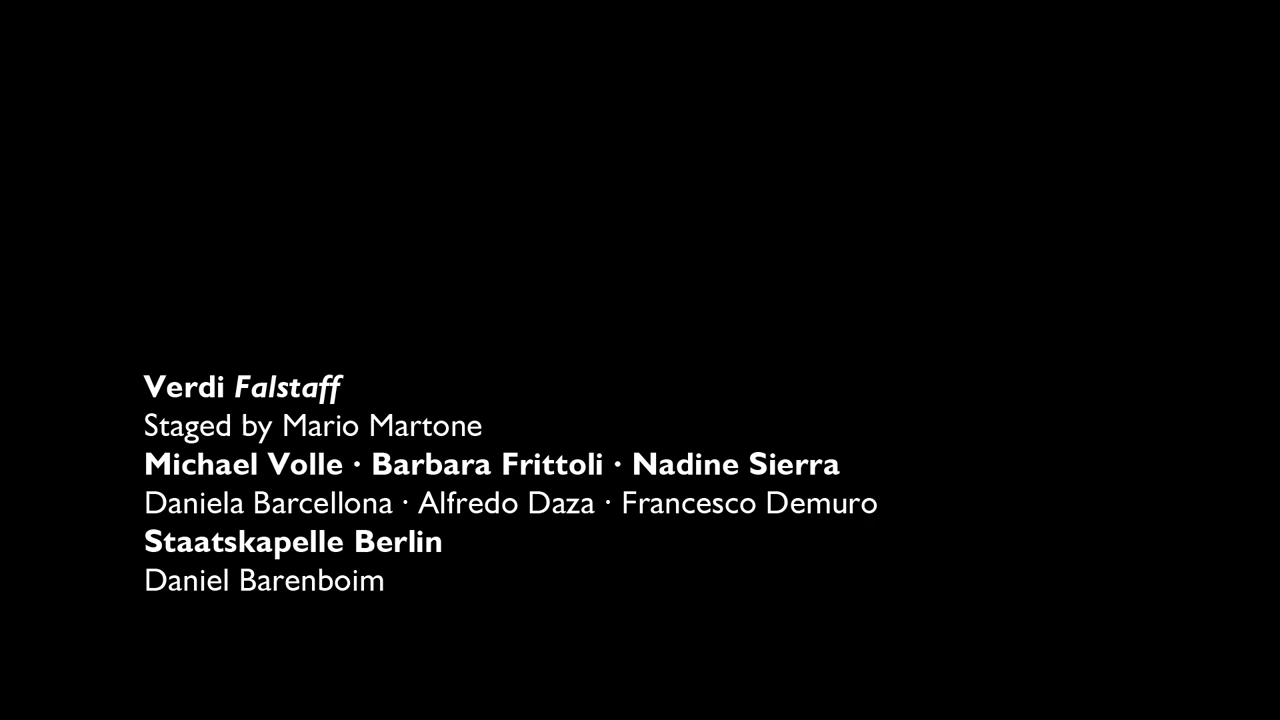 Verdi Falstaff
Staged by Mario Martone
Michael Volle · Barbara Frittoli · Nadine Sierra
Daniela Barcellona · Alfredo Daza · Francesco Demuro
Staatskapelle Berlin
Daniel Barenboim